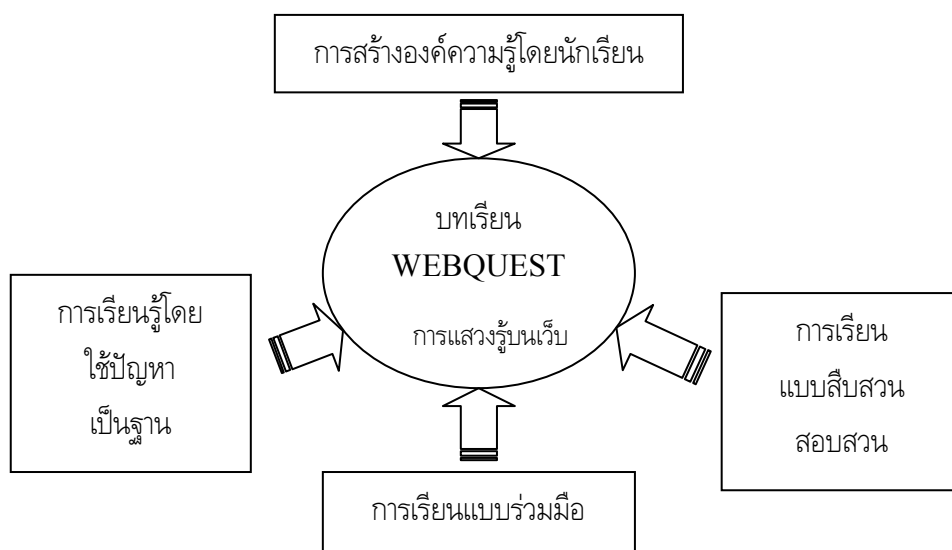 การสร้างองค์ความรู้โดยนักเรียน
บทเรียน
WEBQUEST
การแสวงรู้บนเว็บ
การเรียนรู้โดย
ใช้ปัญหา
เป็นฐาน
การเรียน
แบบสืบสวน
สอบสวน
การเรียนแบบร่วมมือ